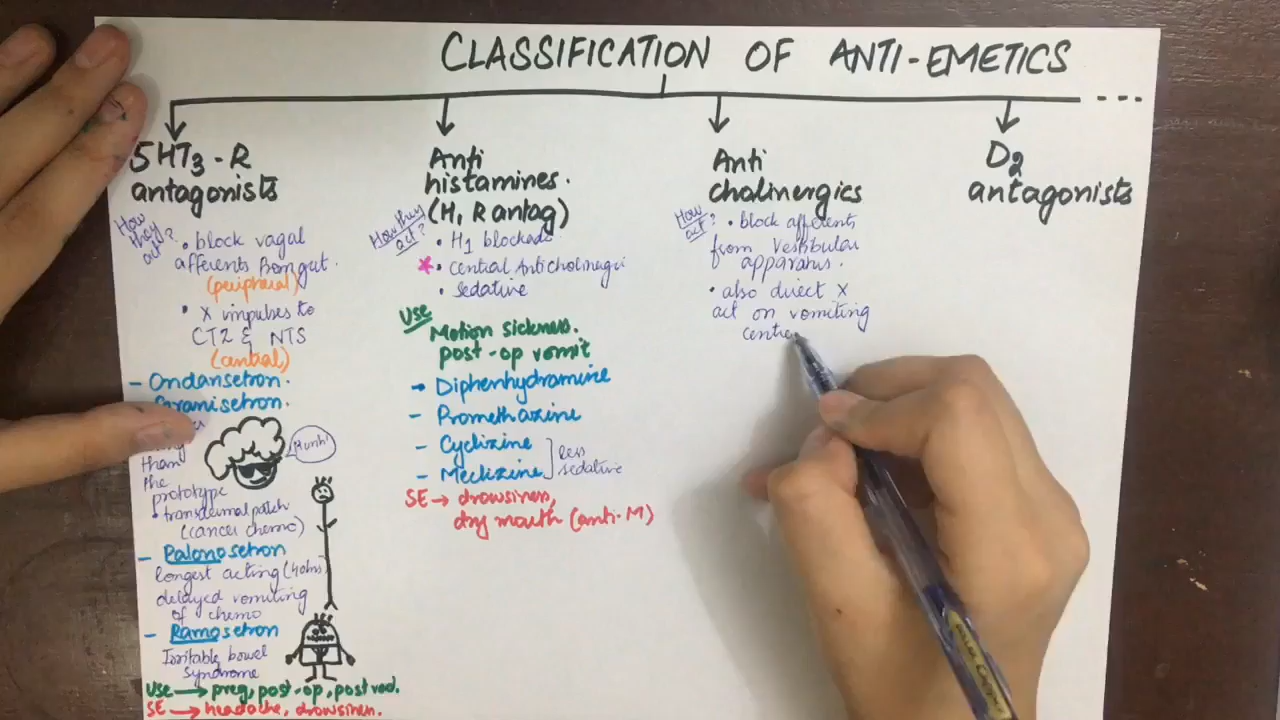 CLASSIFICATION OF ANTI-EMETICS
5HT3-R
antagonists
How they act?
• block vagal
afferents from gut.
(peripheral)
• X impulses to
CTZ & NTS
(central)
- Ondansetron.
Granisetron.
than
the
prototype
• transdermal patch
(cancer chemo)
- Palonosetron
longest acting (40hrs)
delayed vomiting
of chemo
- Ramosetron
Irritable bowel
syndrome
Use → preg, post-op, post rad.
SE → headache, drowsiness.
Anti
histamines.
(H1 R antag)
How they act?
• H1 blockade
* • central Anticholinergi
• sedative
Use
Motion sickness.
post-op vomit
- Diphenhydramine
- Promethazine
- Cyclizine
- Meclizine
less
sedative
SE → drowsiness,
dry mouth (anti-M)
Anti
cholinergics
How act?
• block afferents
from vestibular
apparatus.
• also direct X
act on vomiting
centre
D2
antagonists